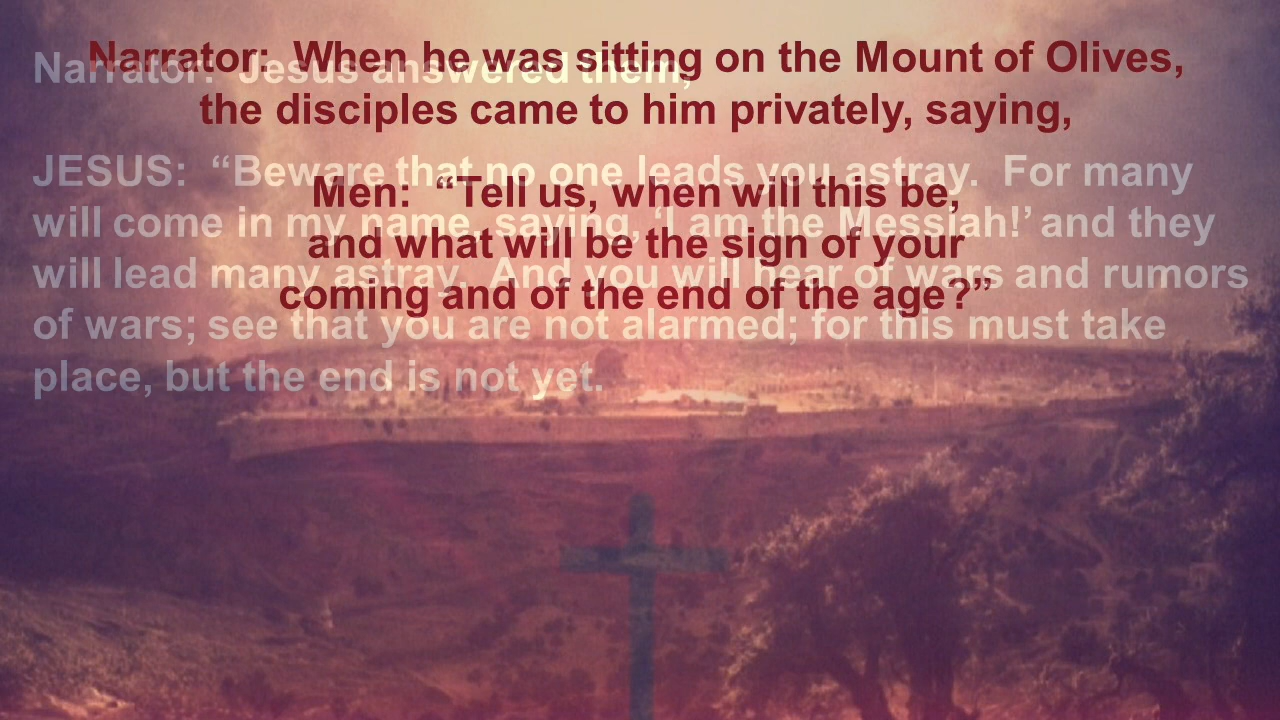 Narrator:  When he was sitting on the Mount of Olives,
the disciples came to him privately, saying,
Men:  “Tell us, when will this be,
and what will be the sign of your
coming and of the end of the age?”
Narrator:  Jesus answered them,
JESUS:  “Beware that no one leads you astray.  For many
will come in my name, saying, ‘I am the Messiah!’ and they
will lead many astray.  And you will hear of wars and rumors
of wars; see that you are not alarmed; for this must take
place, but the end is not yet.